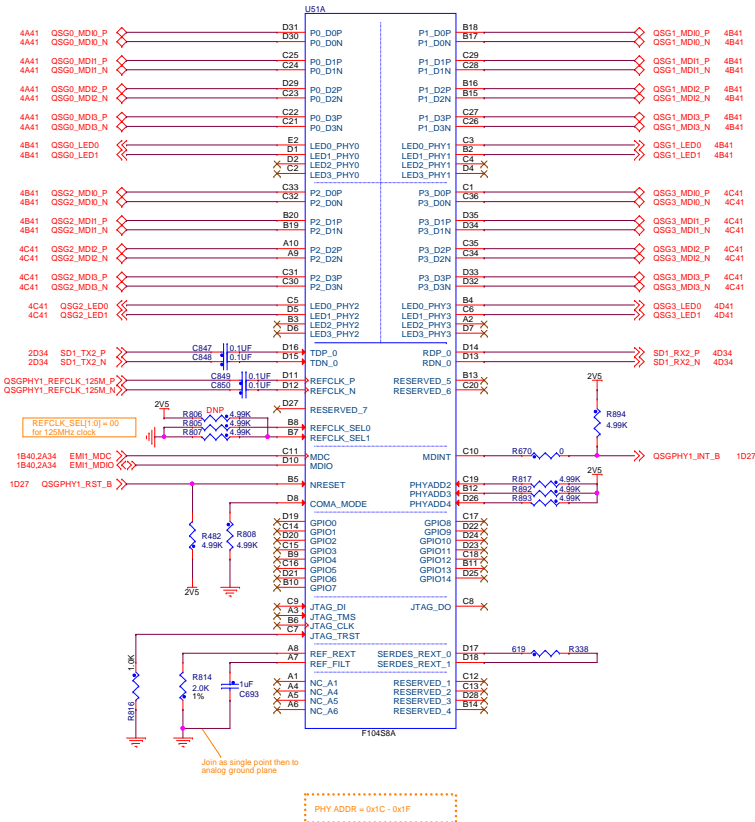 U51A
4A41 QSG0_MDI0_P D31 P0_D0P P1_D0P B18 QSG1_MDI0_P 4B41
4A41 QSG0_MDI0_N D30 P0_D0N P1_D0N B17 QSG1_MDI0_N 4B41
4A41 QSG0_MDI1_P C25 P0_D1P P1_D1P C29 QSG1_MDI1_P 4B41
4A41 QSG0_MDI1_N C24 P0_D1N P1_D1N C28 QSG1_MDI1_N 4B41
4A41 QSG0_MDI2_P D29 P0_D2P P1_D2P B16 QSG1_MDI2_P 4B41
4A41 QSG0_MDI2_N C23 P0_D2N P1_D2N B15 QSG1_MDI2_N 4B41
4A41 QSG0_MDI3_P C22 P0_D3P P1_D3P C27 QSG1_MDI3_P 4B41
4A41 QSG0_MDI3_N C21 P0_D3N P1_D3N C26 QSG1_MDI3_N 4B41
4B41 QSG0_LED0 E2 LED0_PHY0 LED0_PHY1 C3 QSG1_LED0 4B41
4B41 QSG0_LED1 D1 LED1_PHY0 LED1_PHY1 B2 QSG1_LED1 4B41
D2 LED2_PHY0 LED2_PHY1 C4
C2 LED3_PHY0 LED3_PHY1 D4
4B41 QSG2_MDI0_P C33 P2_D0P P3_D0P C1 QSG3_MDI0_P 4C41
4B41 QSG2_MDI0_N C32 P2_D0N P3_D0N C36 QSG3_MDI0_N 4C41
4B41 QSG2_MDI1_P B20 P2_D1P P3_D1P D35 QSG3_MDI1_P 4C41
4B41 QSG2_MDI1_N B19 P2_D1N P3_D1N D34 QSG3_MDI1_N 4C41
4C41 QSG2_MDI2_P A10 P2_D2P P3_D2P C35 QSG3_MDI2_P 4C41
4C41 QSG2_MDI2_N A9 P2_D2N P3_D2N C34 QSG3_MDI2_N 4C41
4C41 QSG2_MDI3_P C31 P2_D3P P3_D3P D33 QSG3_MDI3_P 4C41
4C41 QSG2_MDI3_N C30 P2_D3N P3_D3N D32 QSG3_MDI3_N 4C41
4C41 QSG2_LED0 C5 LED0_PHY2 LED0_PHY3 B4 QSG3_LED0 4D41
4C41 QSG2_LED1 D5 LED1_PHY2 LED1_PHY3 C6 QSG3_LED1 4D41
B3 LED2_PHY2 LED2_PHY3 A2
D6 LED3_PHY2 LED3_PHY3 D7
2D34 SD1_TX2_P C847 0.1UF D16 TDP_0 RDP_0 D14 SD1_RX2_P 4D34
2D34 SD1_TX2_N C848 0.1UF D15 TDN_0 RDN_0 D13 SD1_RX2_N 4D34
QSGPHY1_REFCLK_125M_P C849 0.1UF D11 REFCLK_P RESERVED_5 B13
QSGPHY1_REFCLK_125M_N C850 0.1UF D12 REFCLK_N RESERVED_6 C20
2V5 D27 RESERVED_7
R806 DNP 4.99K
R805 4.99K B8 REFCLK_SEL0
R807 4.99K B7 REFCLK_SEL1
REFCLK_SEL[1:0] = 00
for 125MHz clock
2V5
R894
4.99K
1B40,2A34 EMI1_MDC C11 MDC MDINT C10 R670 0 QSGPHY1_INT_B 1D27
1B40,2A34 EMI1_MDIO D10 MDIO
2V5
1D27 QSGPHY1_RST_B B5 NRESET PHYADD2 C19 R817 4.99K
PHYADD3 B12 R892 4.99K
D8 COMA_MODE PHYADD4 D26 R893 4.99K
R482
4.99K
2V5
R808
4.99K
D19 GPIO0 GPIO8 C17
C14 GPIO1 GPIO9 D22
D20 GPIO2 GPIO10 D24
C15 GPIO3 GPIO11 D23
B9 GPIO4 GPIO12 C18
C16 GPIO5 GPIO13 B11
D21 GPIO6 GPIO14 D25
B10 GPIO7
C9 JTAG_DI JTAG_DO C8
A3 JTAG_TMS
B6 JTAG_CLK
C7 JTAG_TRST
A8 REF_REXT SERDES_REXT_0 D17 619 R338
A7 REF_FILT SERDES_REXT_1 D18
1.0K
R816
R814
2.0K
1%
1uF
C693
A1 NC_A1 RESERVED_1 C12
A4 NC_A4 RESERVED_2 C13
A5 NC_A5 RESERVED_3 D28
A6 NC_A6 RESERVED_4 B14
F104S8A
Join as single point then to
analog ground plane
PHY ADDR = 0x1C - 0x1F